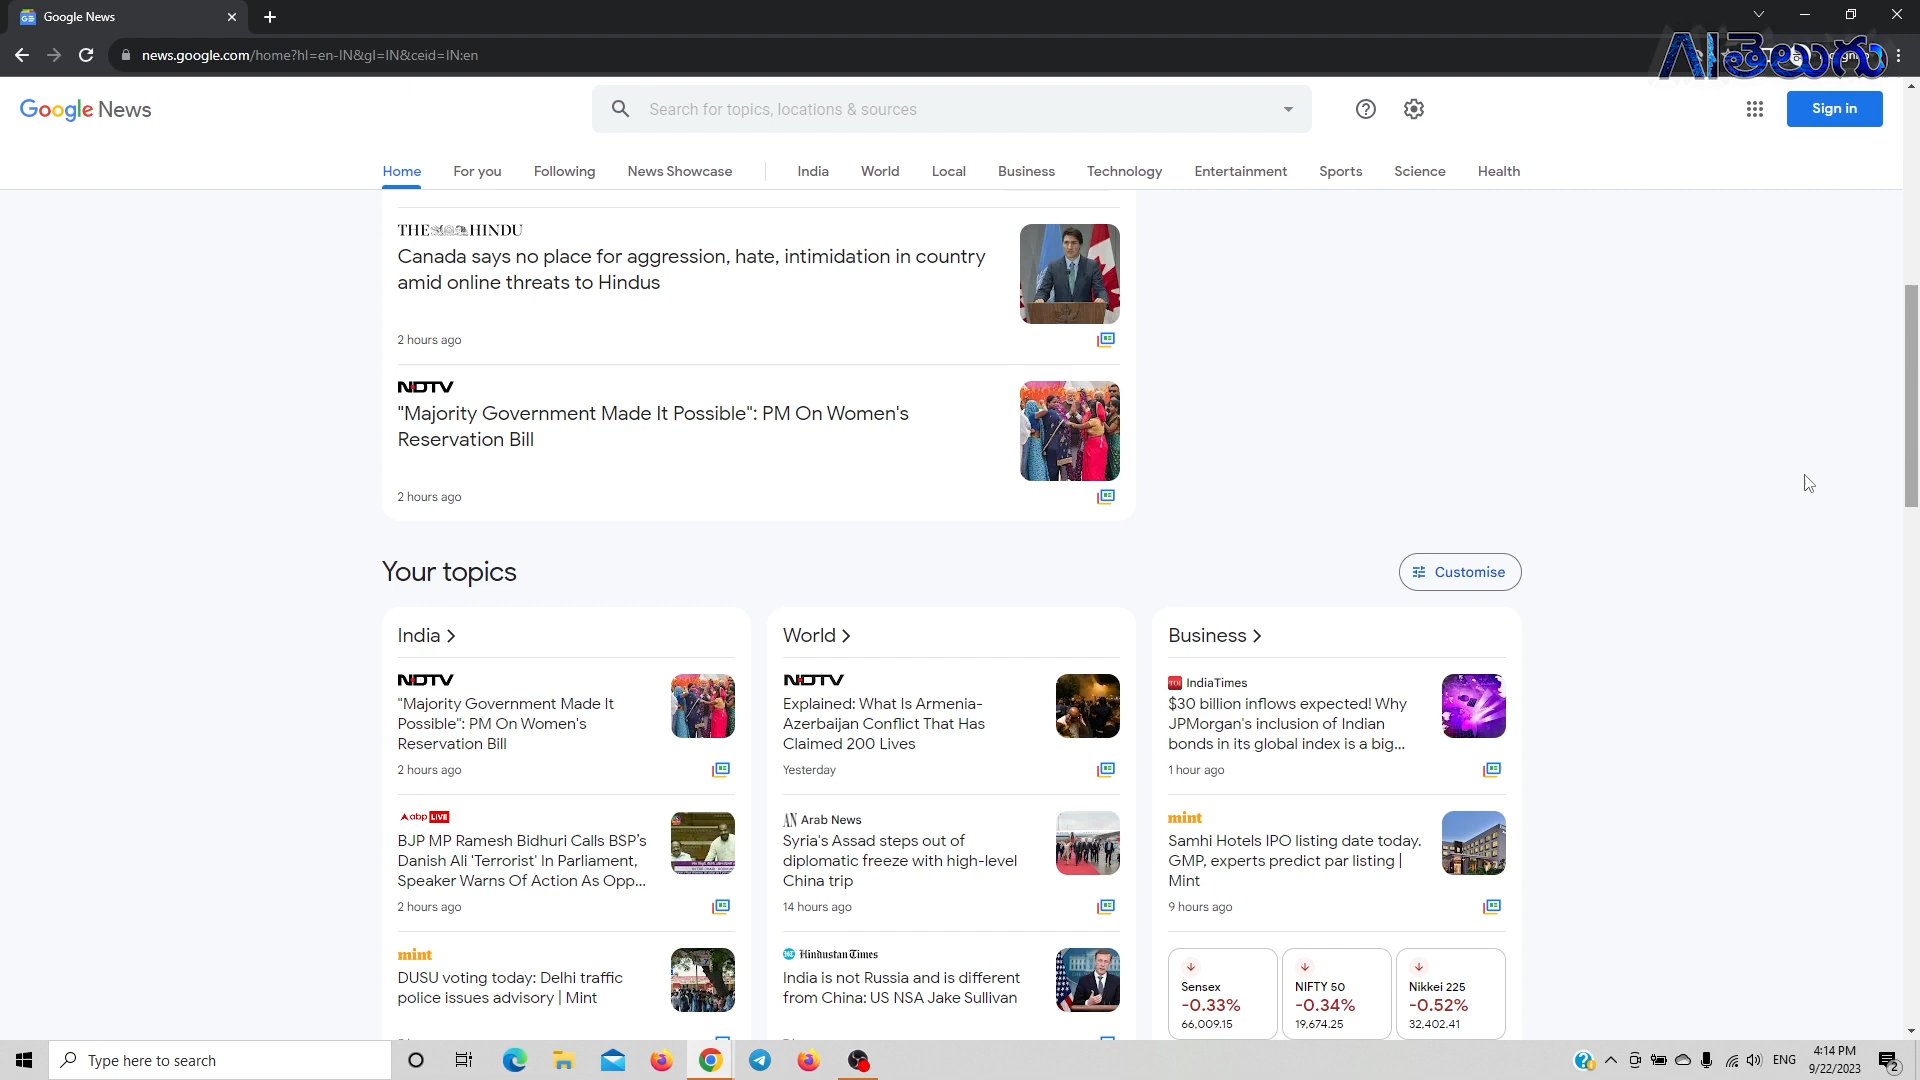 Google News
news.google.com/home?hl=en-IN&gl=IN&ceid=IN:en
AI తెలుగు
Google News
Search for topics, locations & sources
Sign in
Home For you Following News Showcase India World Local Business Technology Entertainment Sports Science Health
THE HINDU
Canada says no place for aggression, hate, intimidation in country
amid online threats to Hindus
2 hours ago
NDTV
"Majority Government Made It Possible": PM On Women's
Reservation Bill
2 hours ago
Your topics
Customise
India
NDTV
"Majority Government Made It
Possible": PM On Women's
Reservation Bill
2 hours ago
abp LIVE
BJP MP Ramesh Bidhuri Calls BSP's
Danish Ali 'Terrorist' In Parliament,
Speaker Warns Of Action As Opp...
2 hours ago
mint
DUSU voting today: Delhi traffic
police issues advisory | Mint
World
NDTV
Explained: What Is Armenia-
Azerbaijan Conflict That Has
Claimed 200 Lives
Yesterday
Arab News
Syria's Assad steps out of
diplomatic freeze with high-level
China trip
14 hours ago
Hindustan Times
India is not Russia and is different
from China: US NSA Jake Sullivan
Business
IndiaTimes
$30 billion inflows expected! Why
JPMorgan's inclusion of Indian
bonds in its global index is a big...
1 hour ago
mint
Samhi Hotels IPO listing date today.
GMP, experts predict par listing |
Mint
9 hours ago
Sensex
-0.33%
66,009.15
NIFTY 50
-0.34%
19,674.25
Nikkei 225
-0.52%
32,402.41
Type here to search
ENG
4:14 PM
9/22/2023
2